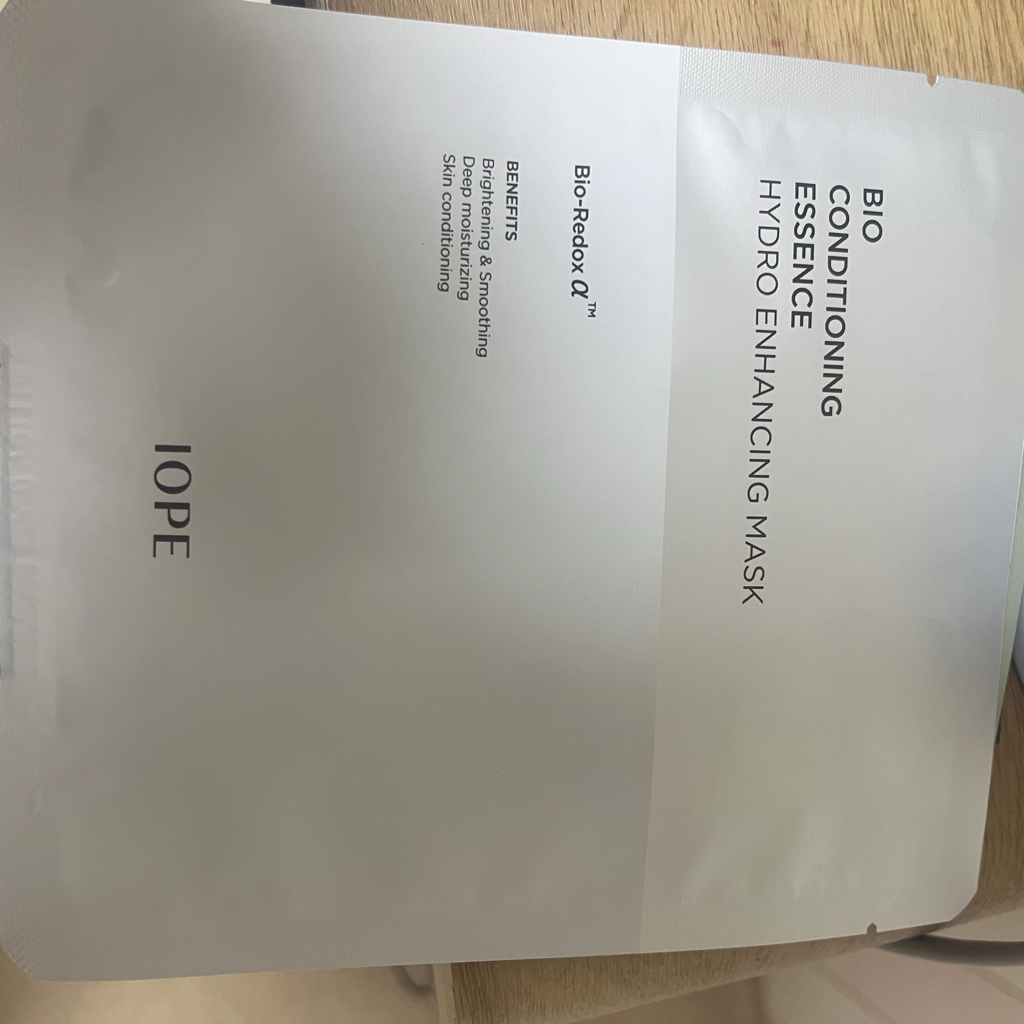 BIO
CONDITIONING
ESSENCE
HYDRO ENHANCING MASK
Bio-Redox α™
BENEFITS
Brightening & Smoothing
Deep moisturizing
Skin conditioning
IOPE